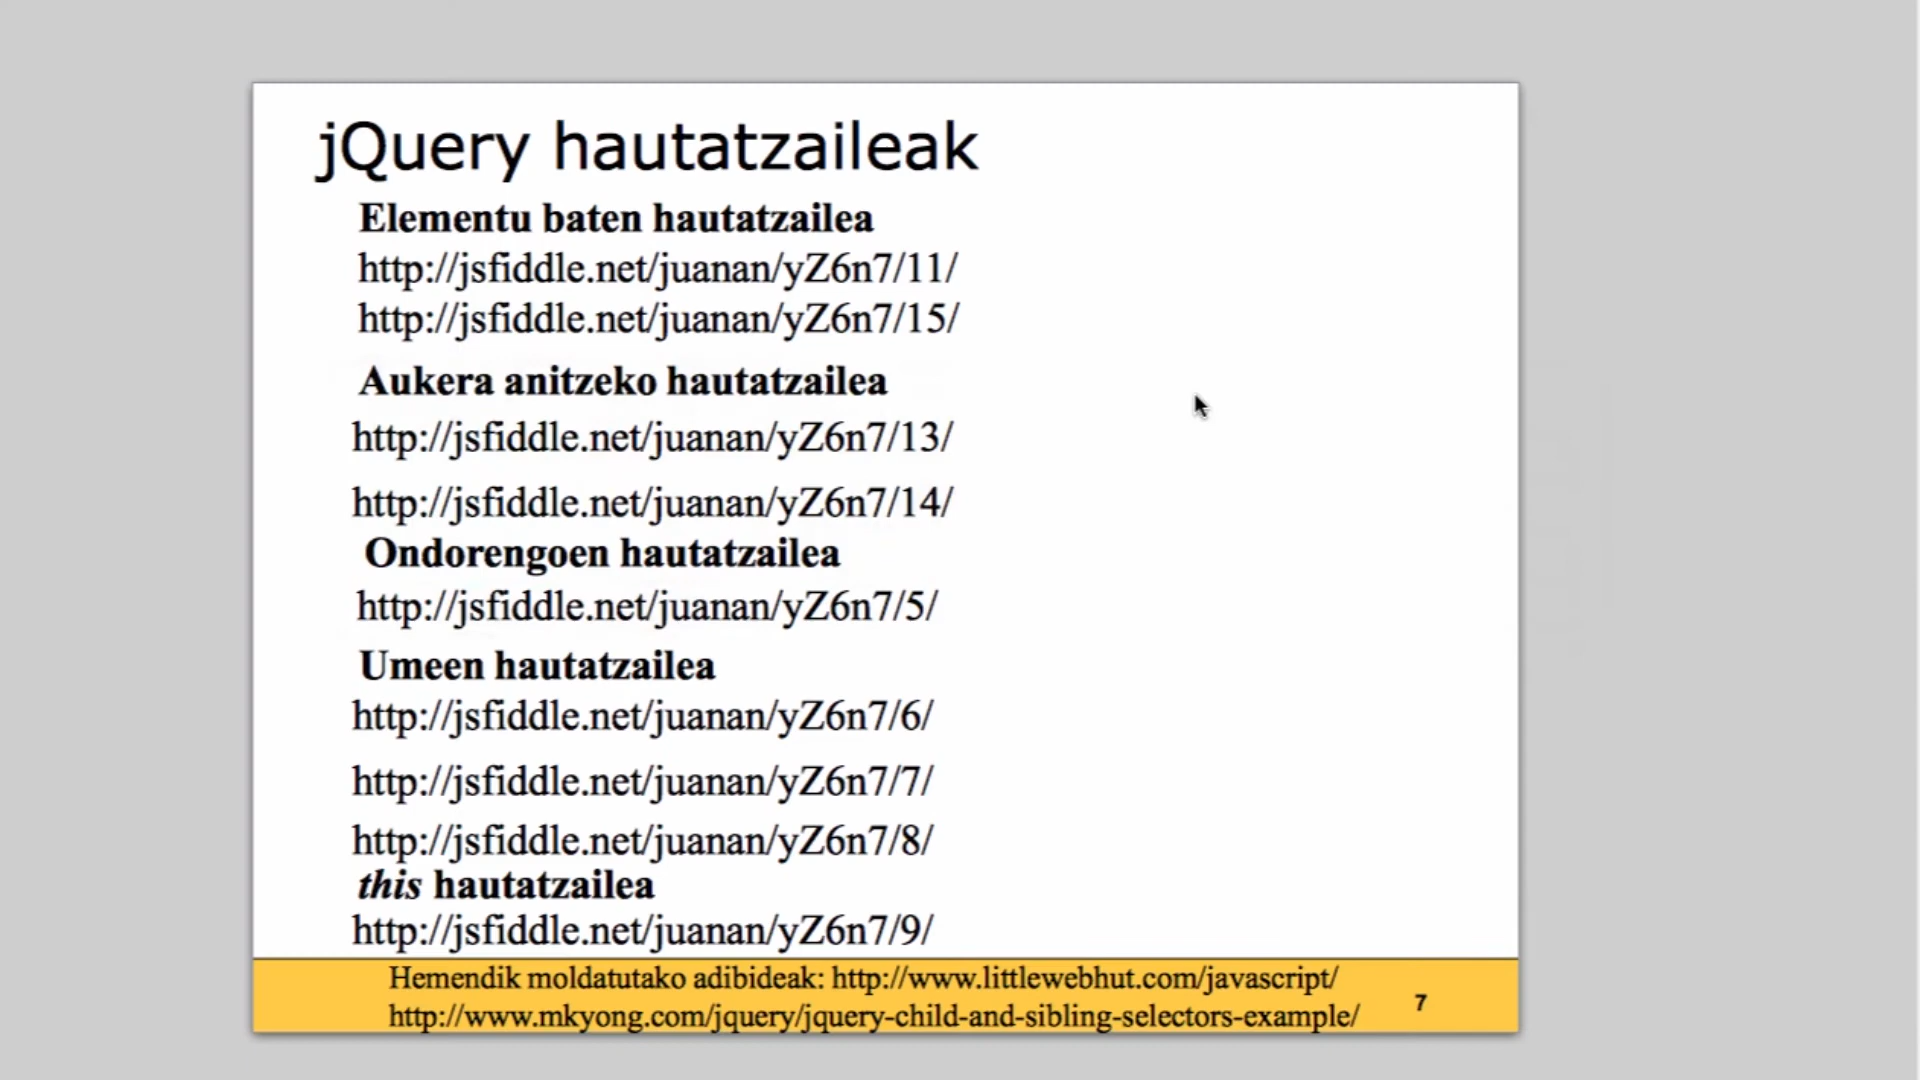 jQuery hautatzaileak
Elementu baten hautatzailea
http://jsfiddle.net/juanan/yZ6n7/11/
http://jsfiddle.net/juanan/yZ6n7/15/
Aukera anitzeko hautatzailea
http://jsfiddle.net/juanan/yZ6n7/13/
http://jsfiddle.net/juanan/yZ6n7/14/
Ondorengoen hautatzailea
http://jsfiddle.net/juanan/yZ6n7/5/
Umeen hautatzailea
http://jsfiddle.net/juanan/yZ6n7/6/
http://jsfiddle.net/juanan/yZ6n7/7/
http://jsfiddle.net/juanan/yZ6n7/8/
this hautatzailea
http://jsfiddle.net/juanan/yZ6n7/9/
Hemendik moldatutako adibideak: http://www.littlewebhut.com/javascript/
http://www.mkyong.com/jquery/jquery-child-and-sibling-selectors-example/
7